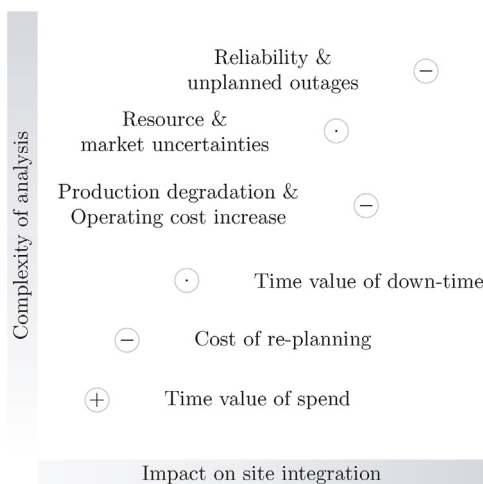 Reliability &
unplanned outages
Resource &
market uncertainties
Production degradation &
Operating cost increase
Time value of down-time
Cost of re-planning
Time value of spend
Complexity of analysis
Impact on site integration